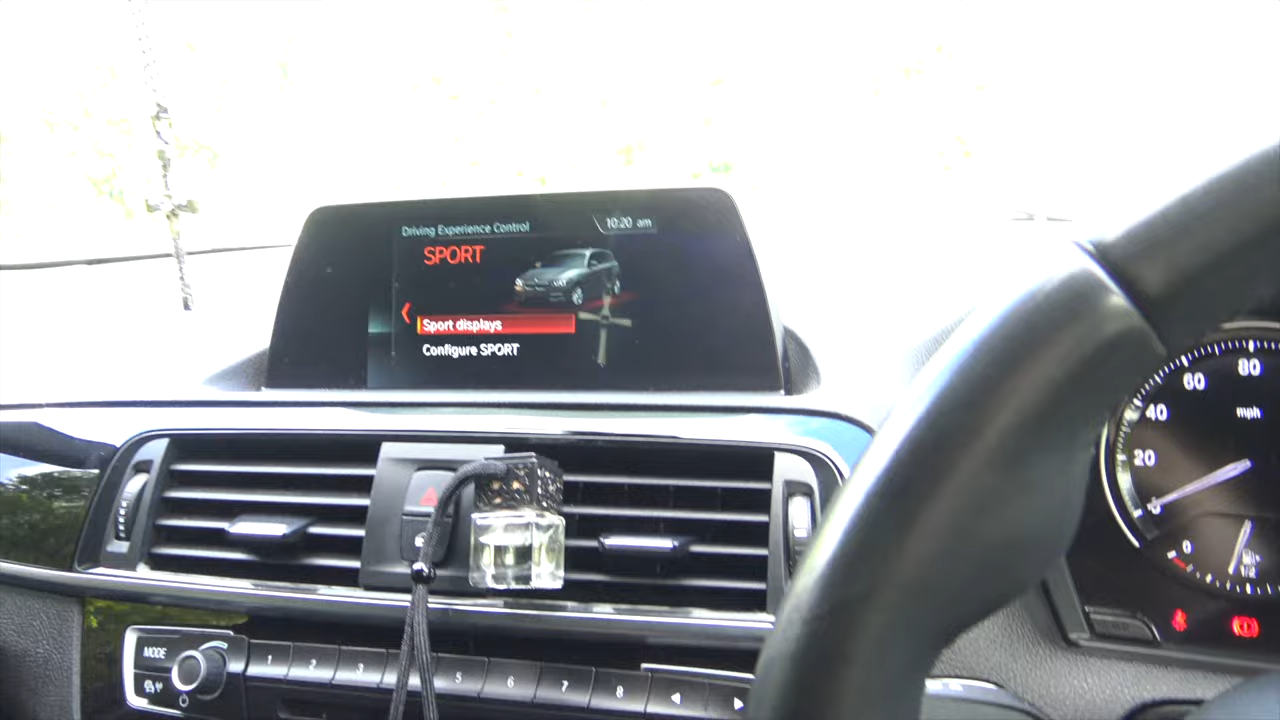 Driving Experience Control
10:20 am
SPORT
Sport displays
Configure SPORT
80
60
40
mph
20
0
0
1/2
MODE
1 2 3 5 6 7 8